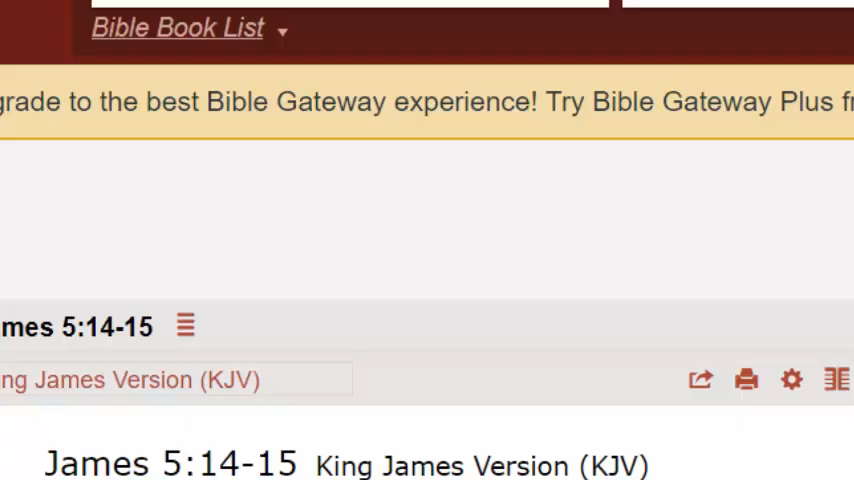 Bible Book List
grade to the best Bible Gateway experience! Try Bible Gateway Plus fr
mes 5:14-15
ng James Version (KJV)
James 5:14-15 King James Version (KJV)